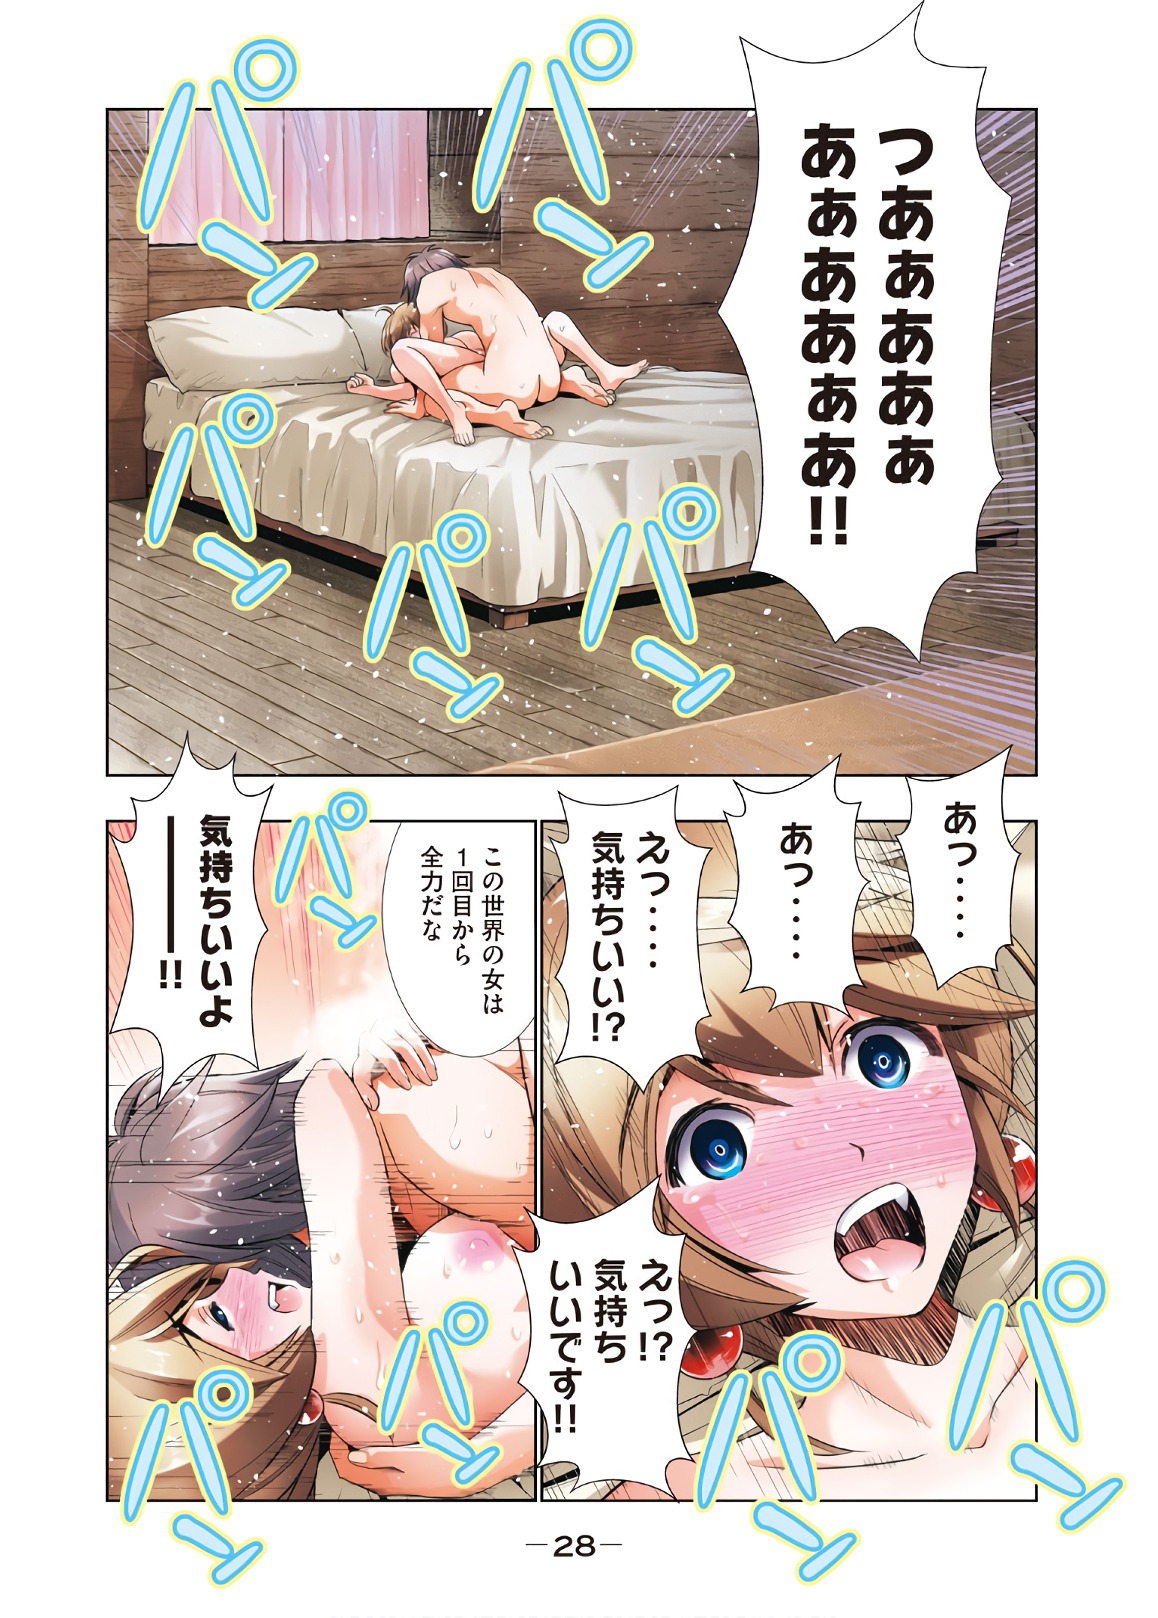 つあぁああぁ
あぁああぁあ!!
パン
パン
パン
パン
パン
あっ‥‥
あっ‥‥
えっ‥‥
気持ちいい!?
えっ!?
気持ち
いいです!!
パン
パン
この世界の女は
1回目から
全力だな
気持ちいいよ
――!!
パン
パン
パン
—28—